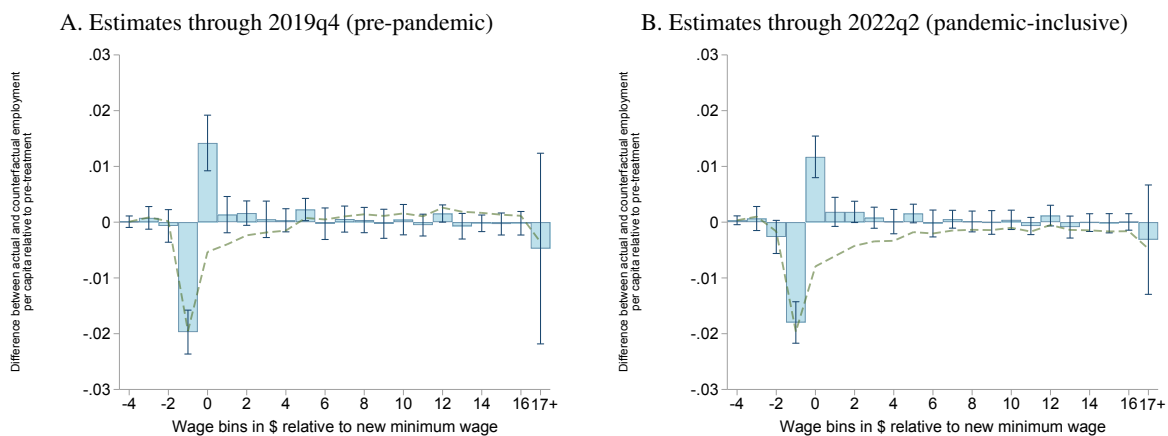 A. Estimates through 2019q4 (pre-pandemic)
Difference between actual and counterfactual employment
per capita relative to pre-treatment
.03
.02
.01
0
-.01
-.02
-.03
-4 -2 0 2 4 6 8 10 12 14 16 17+
Wage bins in $ relative to new minimum wage
B. Estimates through 2022q2 (pandemic-inclusive)
Difference between actual and counterfactual employment
per capita relative to pre-treatment
.03
.02
.01
0
-.01
-.02
-.03
-4 -2 0 2 4 6 8 10 12 14 16 17+
Wage bins in $ relative to new minimum wage